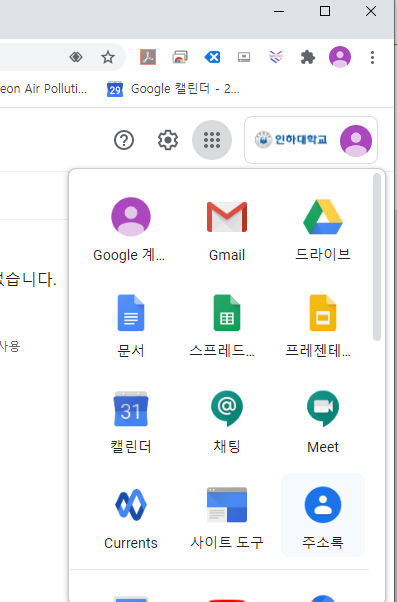 eon Air Polluti...
29
Google 캘린더 - 2...
인하대학교
Google 계...
Gmail
드라이브
없습니다.
문서
스프레드...
프레젠테...
사용
31
캘린더
채팅
Meet
Currents
사이트 도구
주소록